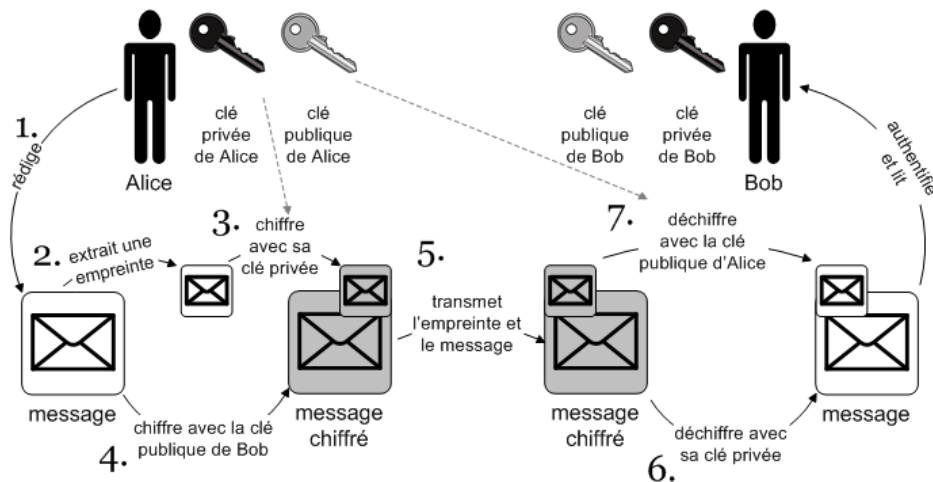 clé
privée
de Alice
clé
publique
de Alice
clé
publique
de Bob
clé
privée
de Bob
Alice
Bob
1.
rédige
2.
extrait une
empreinte
3.
chiffre
avec sa
clé privée
message
4.
chiffre avec la clé
publique de Bob
message
chiffré
5.
transmet
l'empreinte et
le message
message
chiffré
6.
déchiffre avec
sa clé privée
7.
déchiffre
avec la clé
publique d'Alice
message
authentifie
et lit